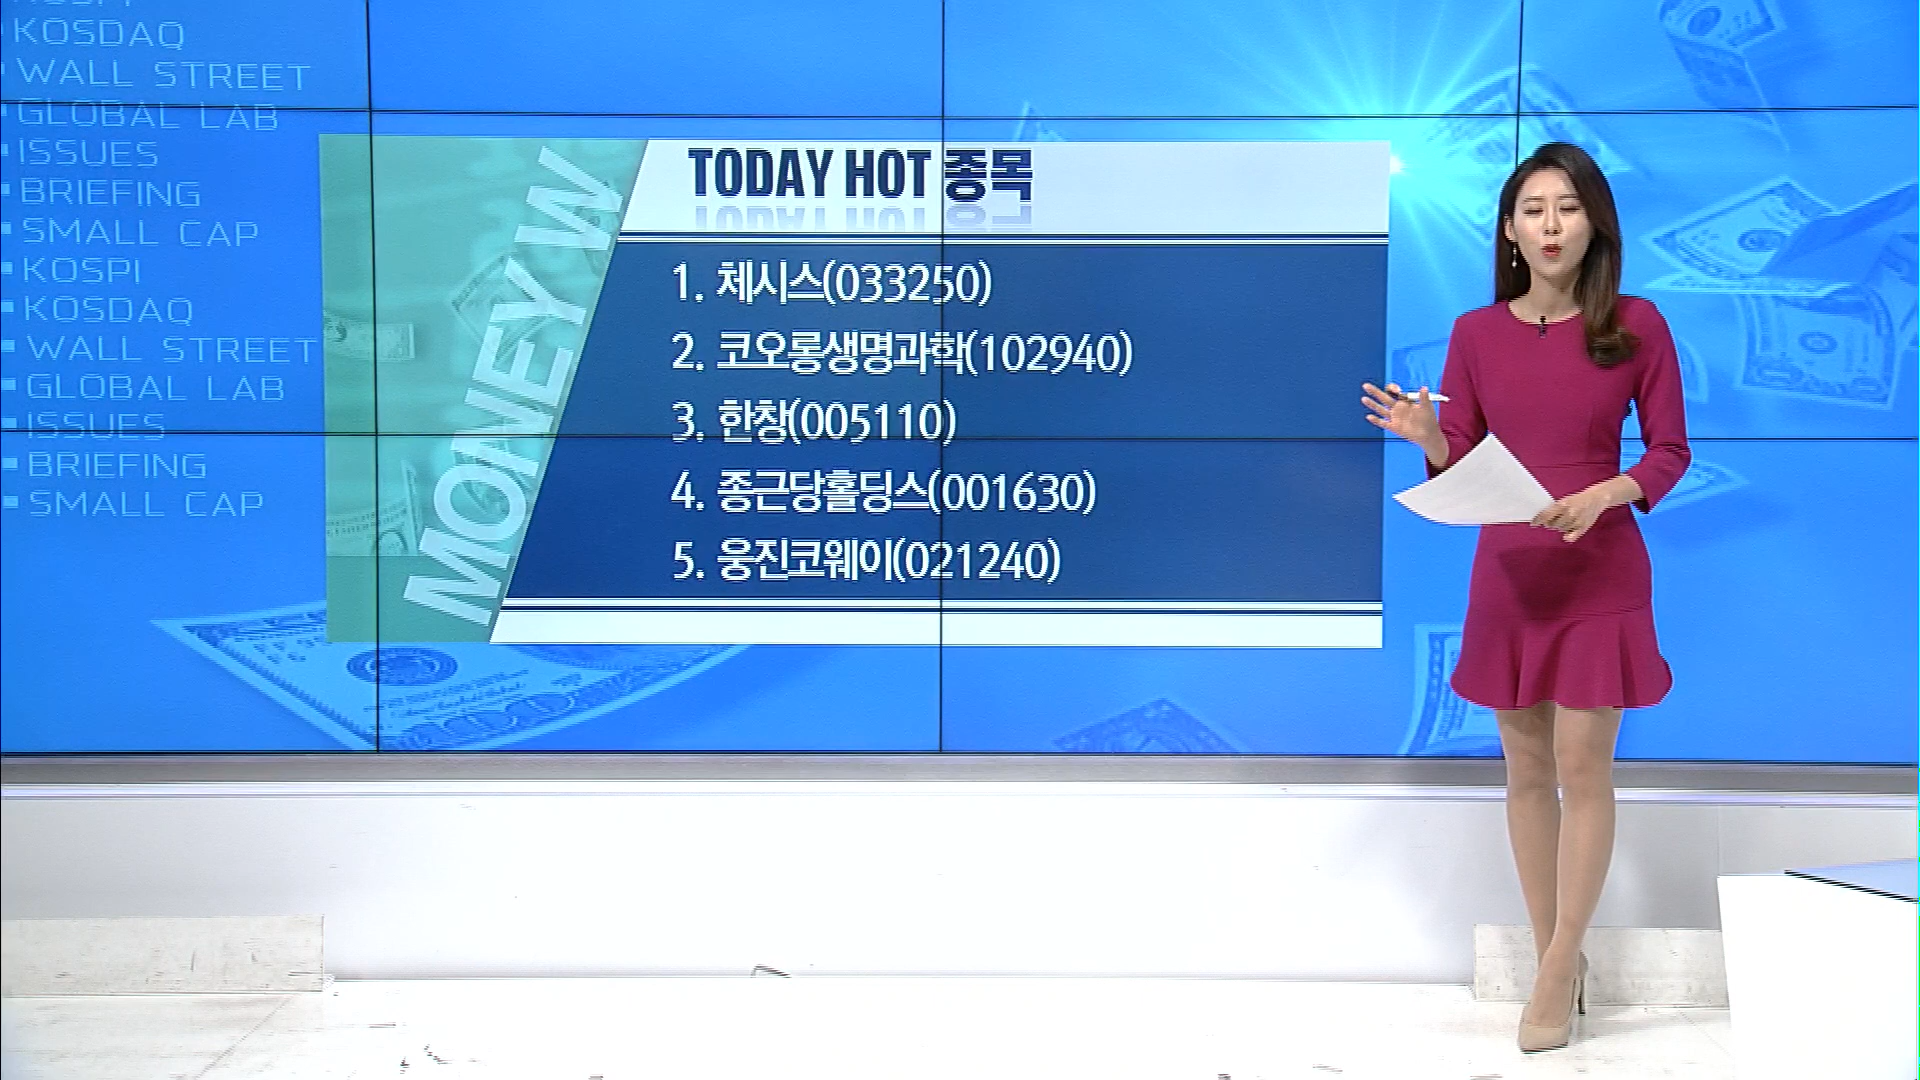 KOSDAQ
WALL STREET
GLOBAL LAB
ISSUES
BRIEFING
SMALL CAP
KOSPI
KOSDAQ
WALL STREET
GLOBAL LAB
ISSUES
BRIEFING
SMALL CAP
MONEY W
TODAY HOT 종목
1. 체시스(033250)
2. 코오롱생명과학(102940)
3. 한창(005110)
4. 종근당홀딩스(001630)
5. 웅진코웨이(021240)